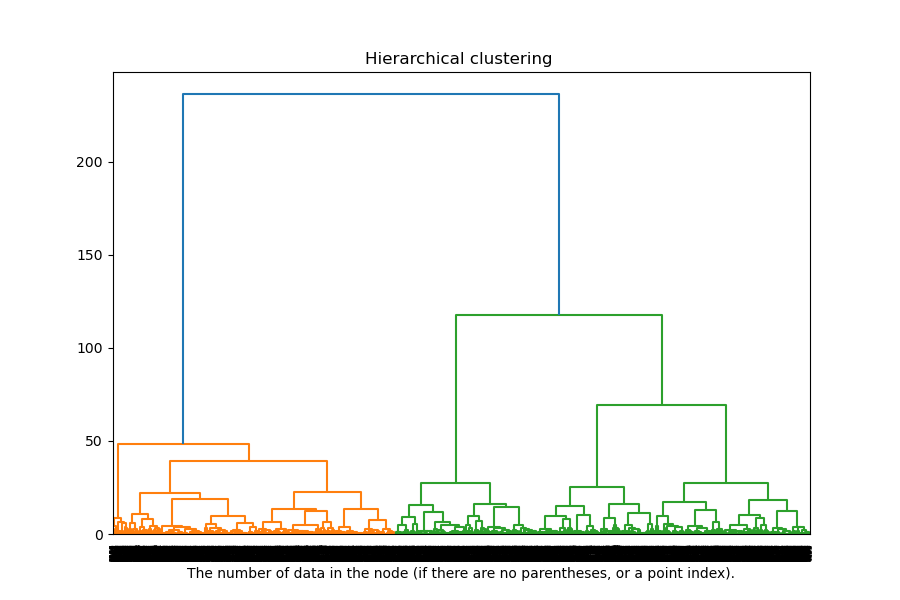 Hierarchical clustering
200
150
100
50
0
The number of data in the node (if there are no parentheses, or a point index).